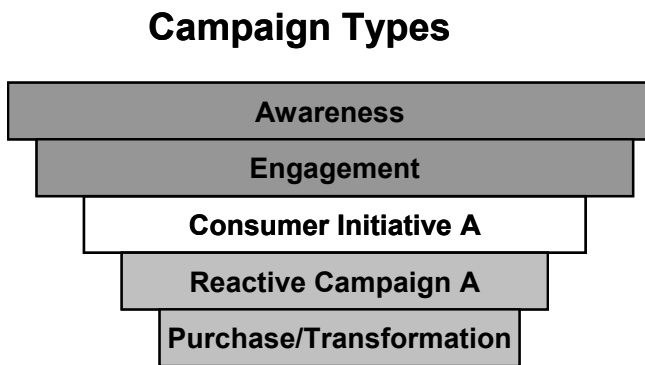 Campaign Types
Awareness
Engagement
Consumer Initiative A
Reactive Campaign A
Purchase/Transformation